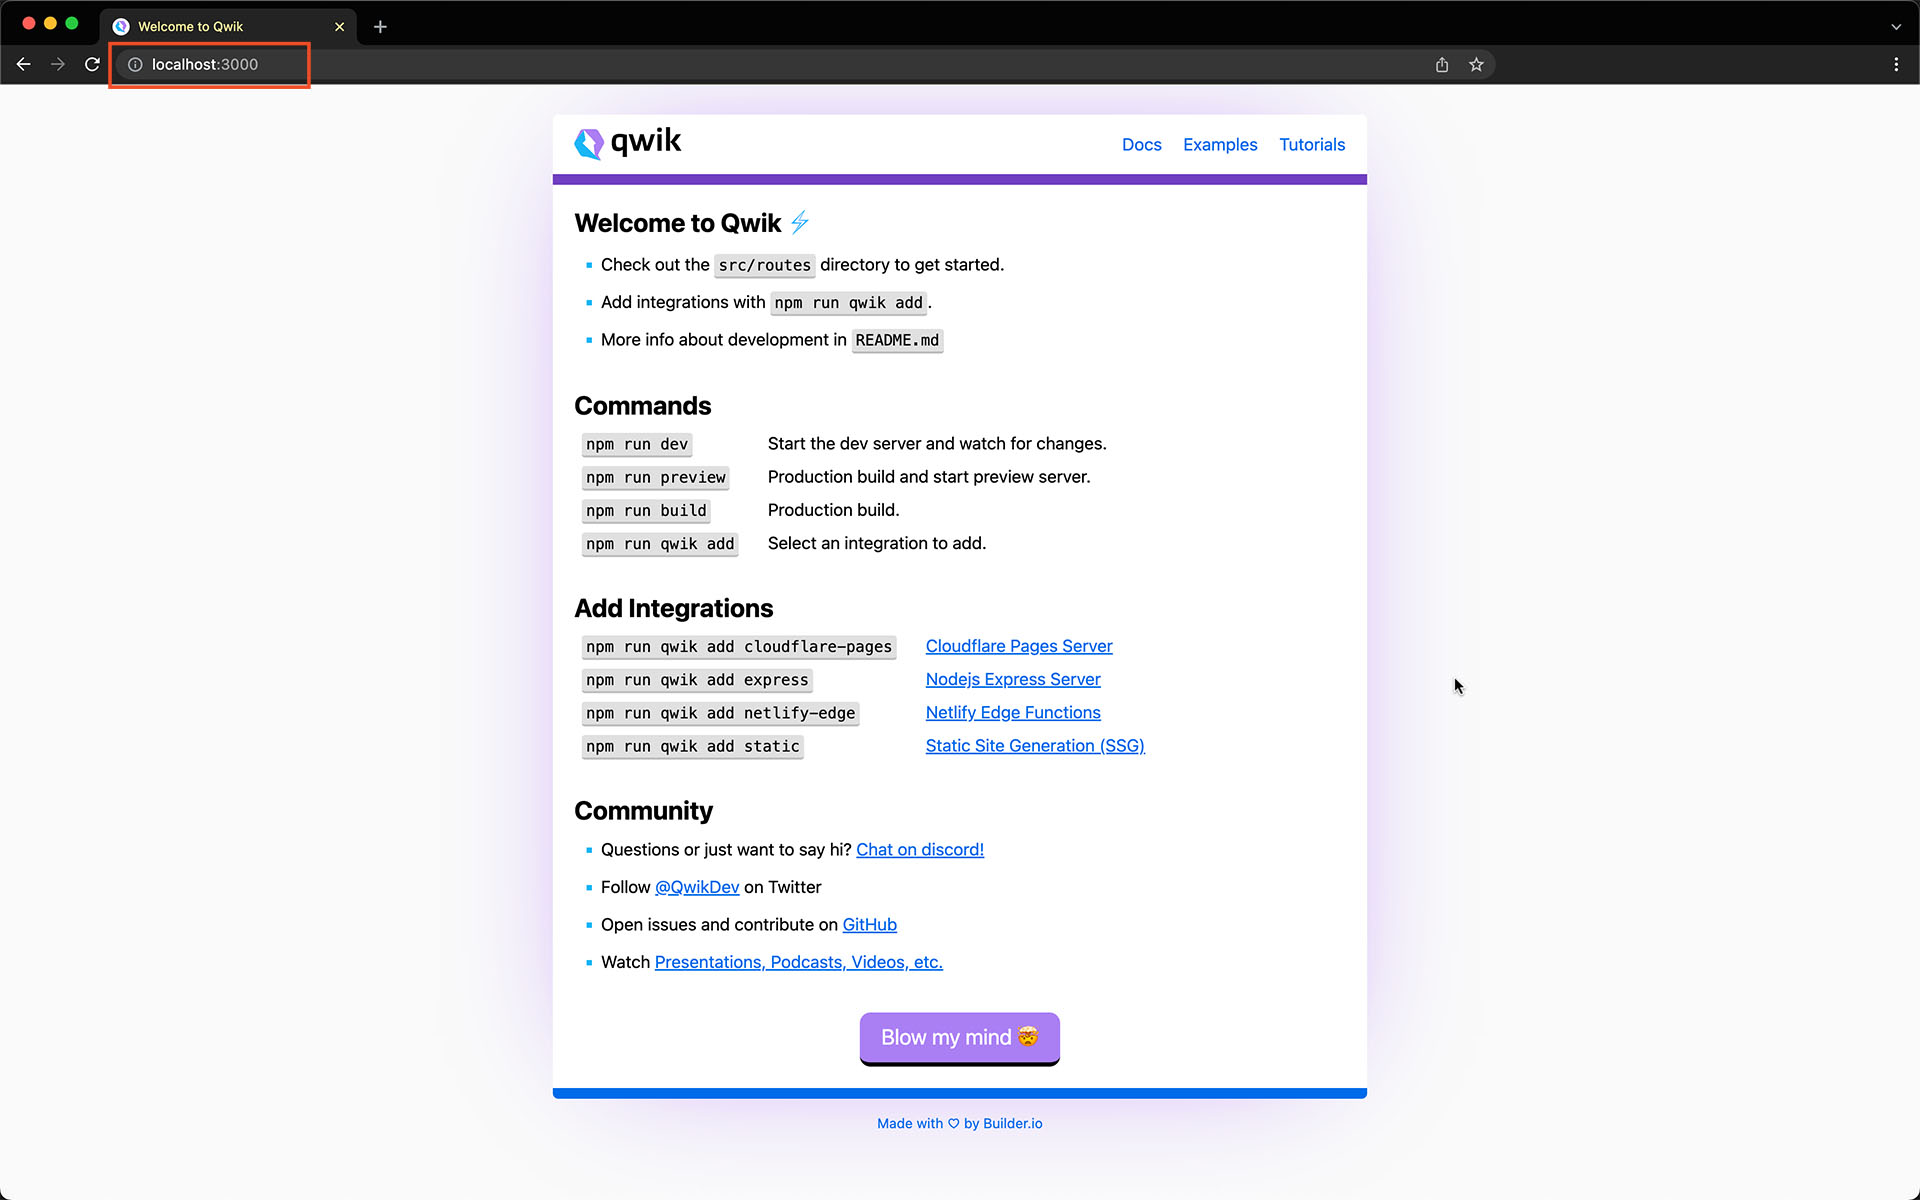 Welcome to Qwik
localhost:3000
qwik
Docs Examples Tutorials
Welcome to Qwik ⚡
Check out the src/routes directory to get started.
Add integrations with npm run qwik add.
More info about development in README.md
Commands
npm run dev Start the dev server and watch for changes.
npm run preview Production build and start preview server.
npm run build Production build.
npm run qwik add Select an integration to add.
Add Integrations
npm run qwik add cloudflare-pages Cloudflare Pages Server
npm run qwik add express Nodejs Express Server
npm run qwik add netlify-edge Netlify Edge Functions
npm run qwik add static Static Site Generation (SSG)
Community
Questions or just want to say hi? Chat on discord!
Follow @QwikDev on Twitter
Open issues and contribute on GitHub
Watch Presentations, Podcasts, Videos, etc.
Blow my mind 🤯
Made with ♡ by Builder.io